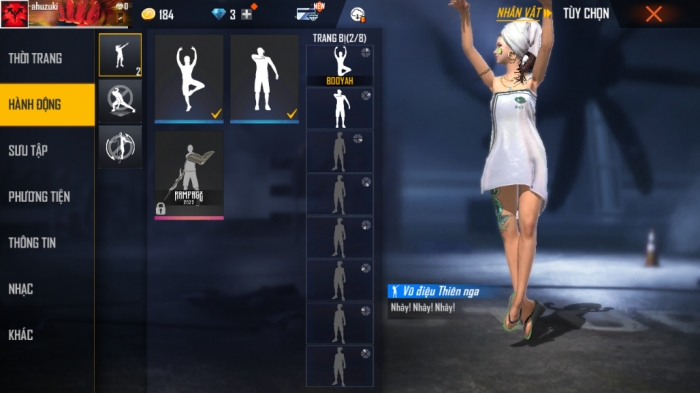 ahuzuki
0
184
3
NEW
NHÂN VẬT
TÙY CHỌN
THỜI TRANG
HÀNH ĐỘNG
SƯU TẬP
PHƯƠNG TIỆN
THÔNG TIN
NHẠC
KHÁC
2
RAMPAGE
TRANG BỊ(2/8)
BOOYAH
Vũ điệu Thiên nga
Nhảy! Nhảy! Nhảy!